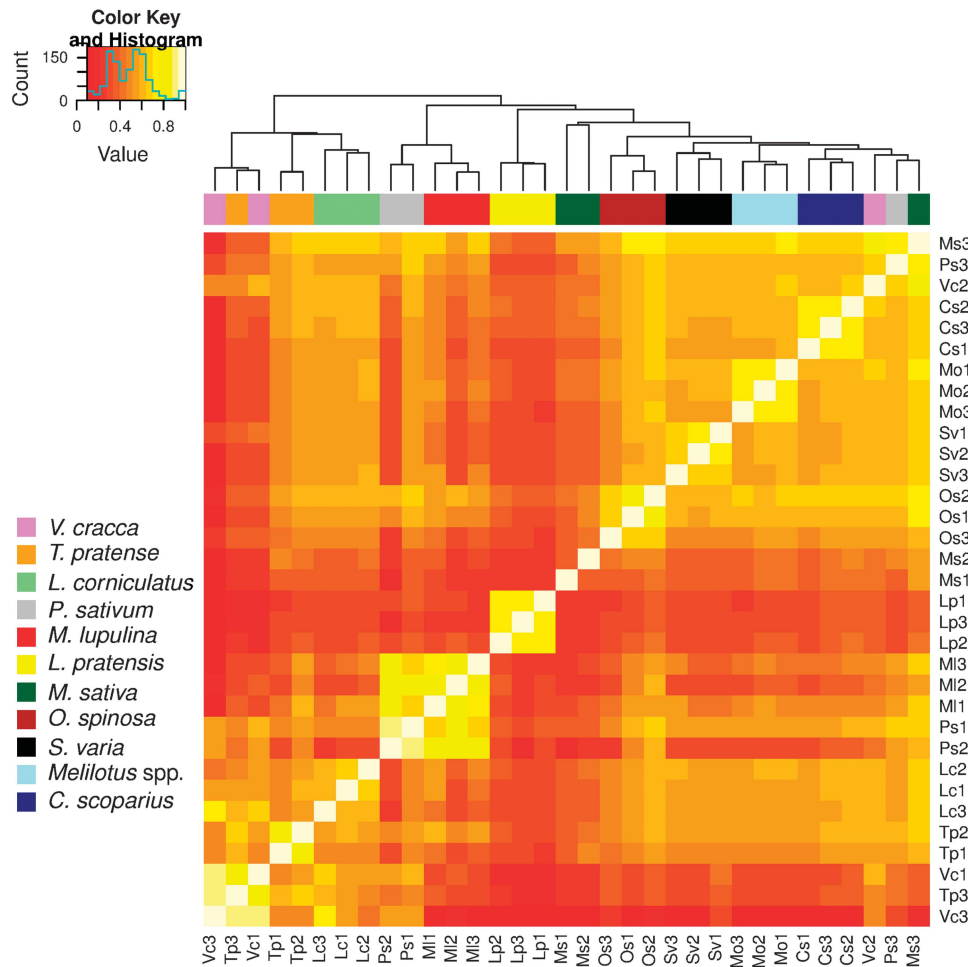 Color Key
and Histogram
Count
150
0
0 0.4 0.8
Value
V. cracca
T. pratense
L. corniculatus
P. sativum
M. lupulina
L. pratensis
M. sativa
O. spinosa
S. varia
Melilotus spp.
C. scoparius
Ms3
Ps3
Vc2
Cs2
Cs3
Cs1
Mo1
Mo2
Mo3
Sv1
Sv2
Sv3
Os2
Os1
Os3
Ms2
Ms1
Lp1
Lp3
Lp2
Ml3
Ml2
Ml1
Ps1
Ps2
Lc2
Lc1
Lc3
Tp2
Tp1
Vc1
Tp3
Vc3
Vc3 Tp3 Vc1 Tp1 Tp2 Lc3 Lc1 Lc2 Ps2 Ps1 Ml1 Ml2 Ml3 Lp2 Lp3 Lp1 Ms1 Ms2 Os3 Os1 Os2 Sv3 Sv2 Sv1 Mo3 Mo2 Mo1 Cs1 Cs3 Cs2 Vc2 Ps3 Ms3